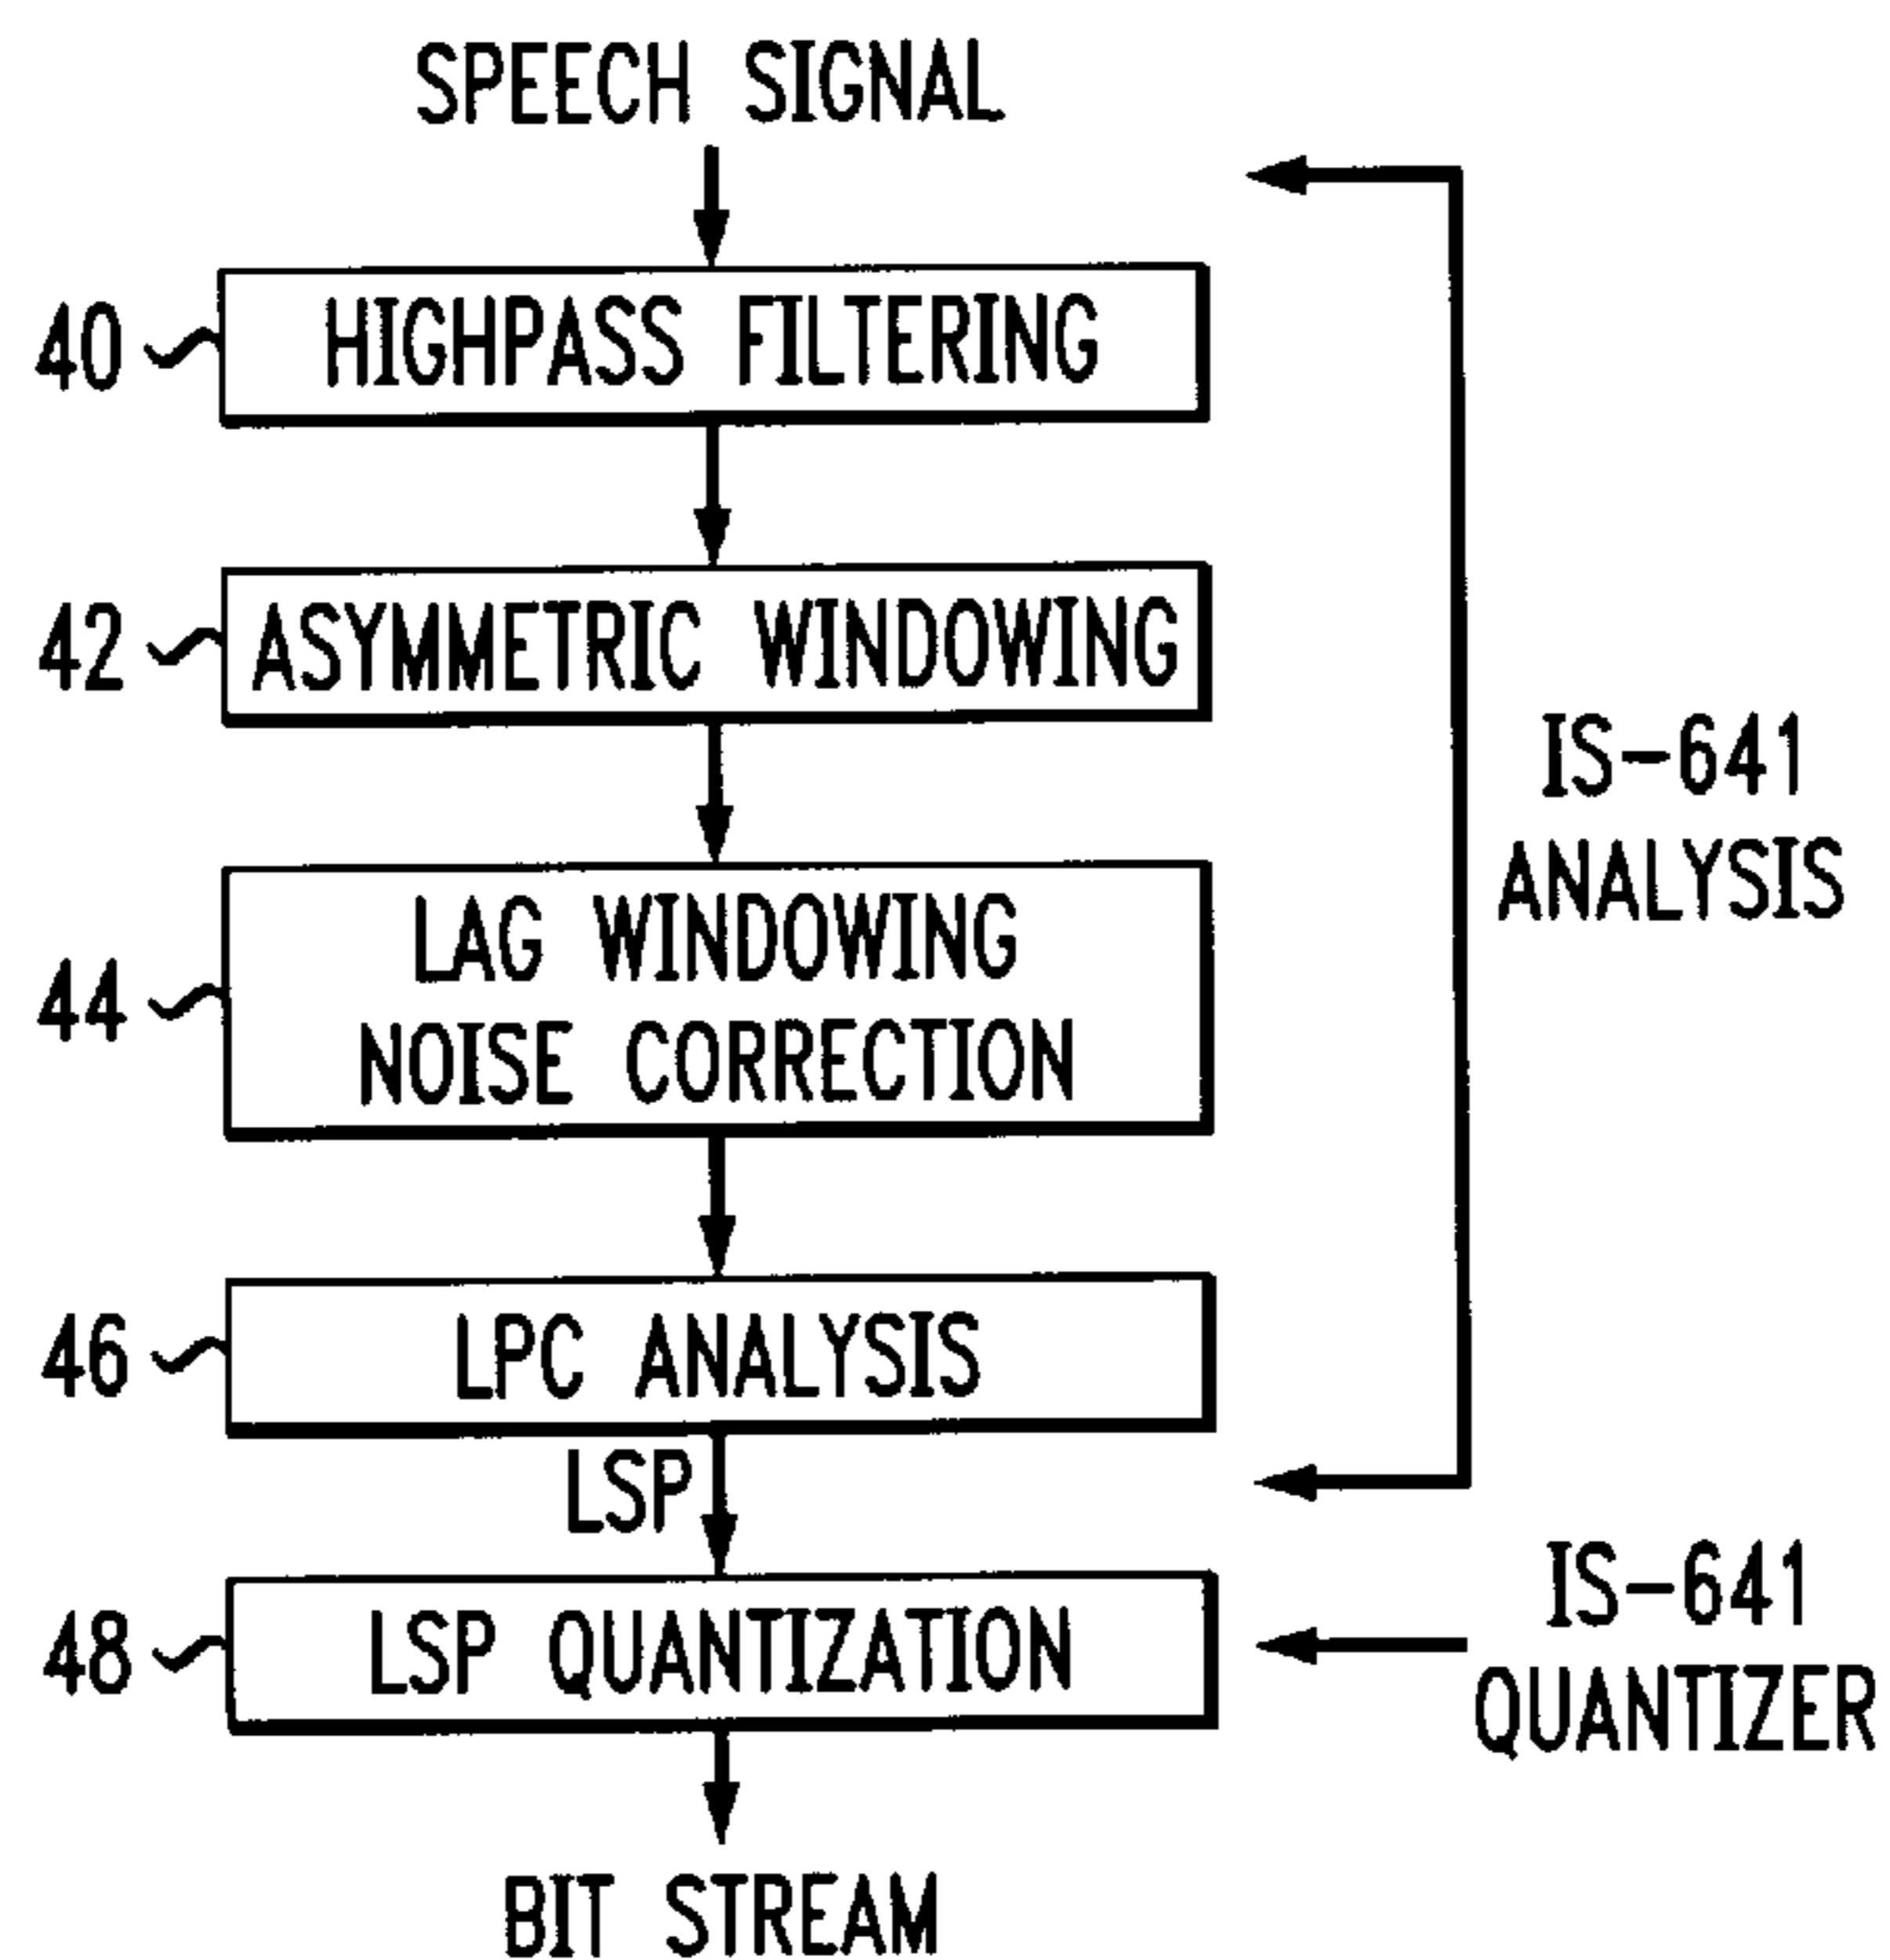 SPEECH SIGNAL
40
HIGHPASS FILTERING
42
ASYMMETRIC WINDOWING
IS-641
ANALYSIS
44
LAG WINDOWING
NOISE CORRECTION
46
LPC ANALYSIS
LSP
48
LSP QUANTIZATION
IS-641
QUANTIZER
BIT STREAM